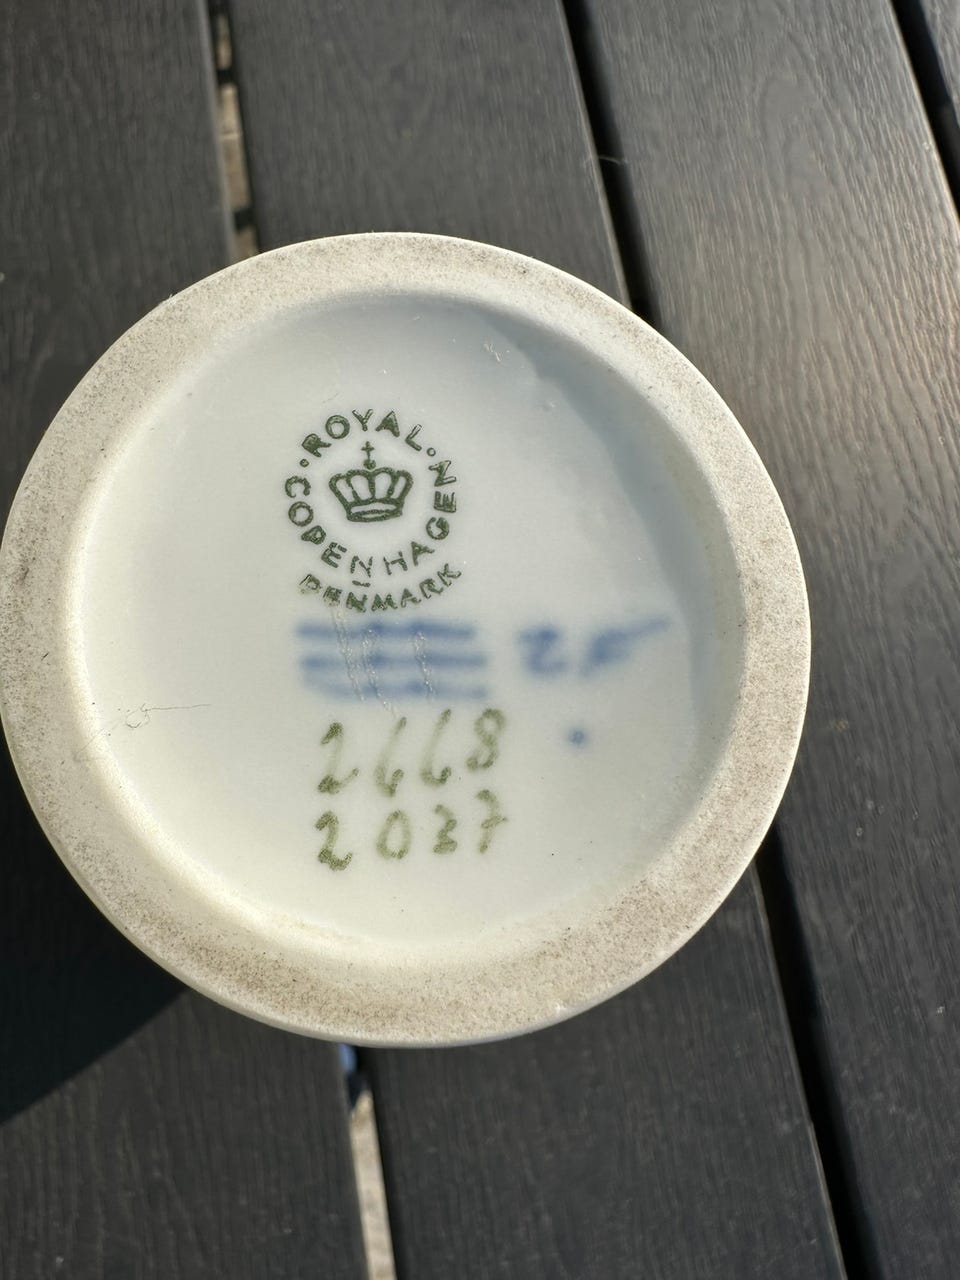 ROYAL
COPENHAGEN
DENMARK
2668
2037